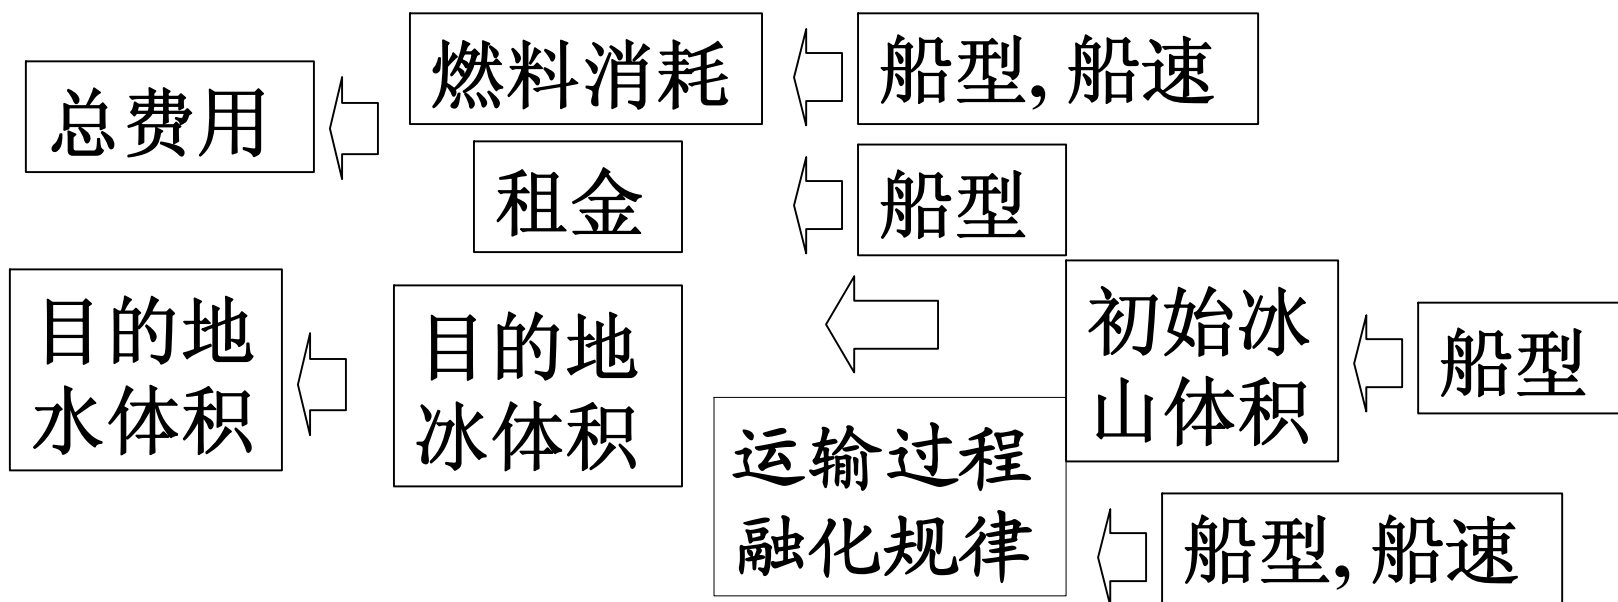 总费用
燃料消耗
船型,船速
租金
船型
目的地
水体积
目的地
冰体积
初始冰
山体积
船型
运输过程
融化规律
船型,船速